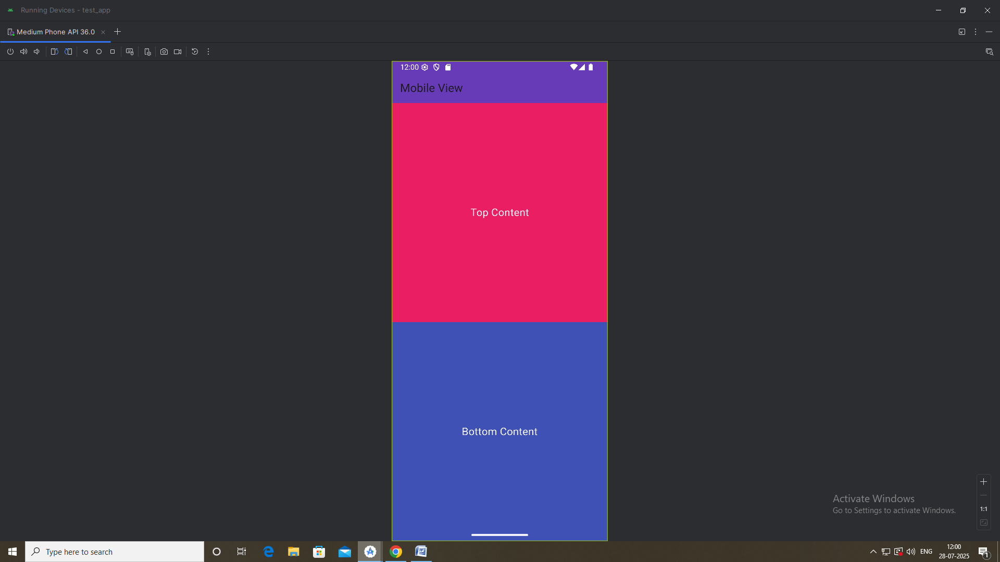 Running Devices - test_app
Medium Phone API 36.0
12:00
Mobile View
Top Content
Bottom Content
Activate Windows
Go to Settings to activate Windows.
1:1
Type here to search
ENG
12:00
28-07-2025
1